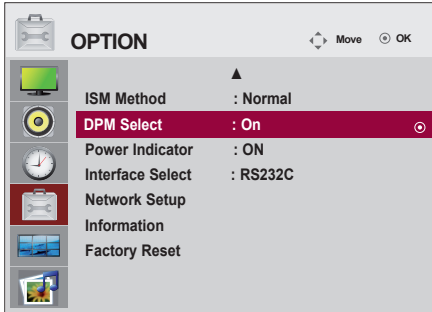 OPTION Move OK
ISM Method : Normal
DPM Select : On
Power Indicator : ON
Interface Select : RS232C
Network Setup
Information
Factory Reset